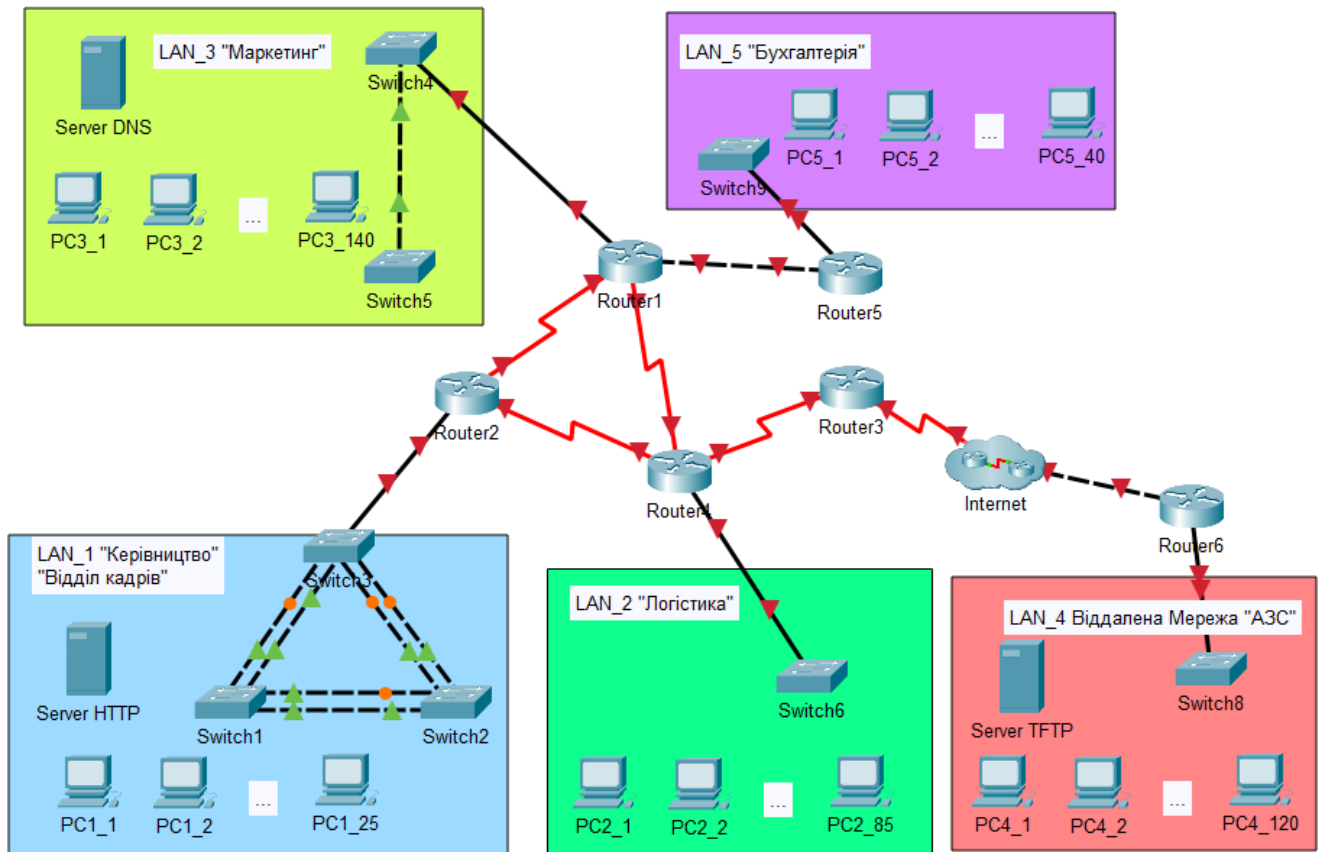 LAN_3 "Маркетинг"
Switch4
Server DNS
PC3_1
PC3_2
...
PC3_140
Switch5
LAN_5 "Бухгалтерія"
PC5_1
PC5_2
...
PC5_40
Switch9
Router1
Router5
Router2
Router3
Router4
Internet
Router6
LAN_1 "Керівництво"
"Відділ кадрів"
Switch3
Server HTTP
Switch1
Switch2
PC1_1
PC1_2
...
PC1_25
LAN_2 "Логістика"
Switch6
PC2_1
PC2_2
...
PC2_85
LAN_4 Віддалена Мережа "АЗС"
Server TFTP
Switch8
PC4_1
PC4_2
...
PC4_120